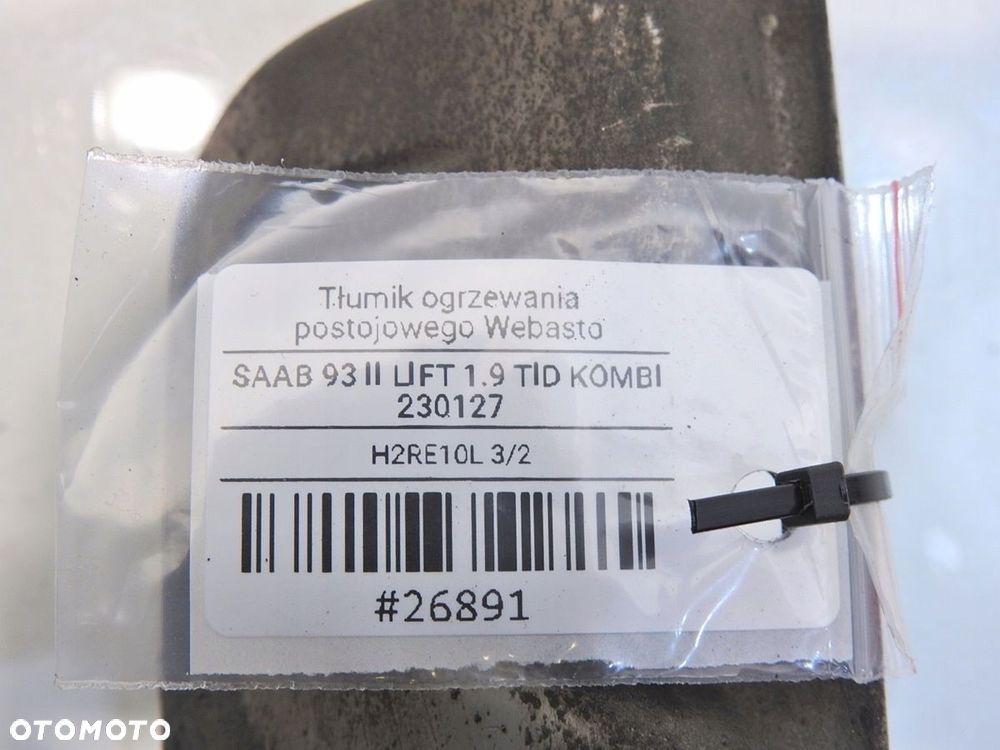 Tłumik ogrzewania
postojowego Webasto
SAAB 93 II LIFT 1.9 TID KOMBI
230127
H2RE10L 3/2
#26891
OTOMOTO